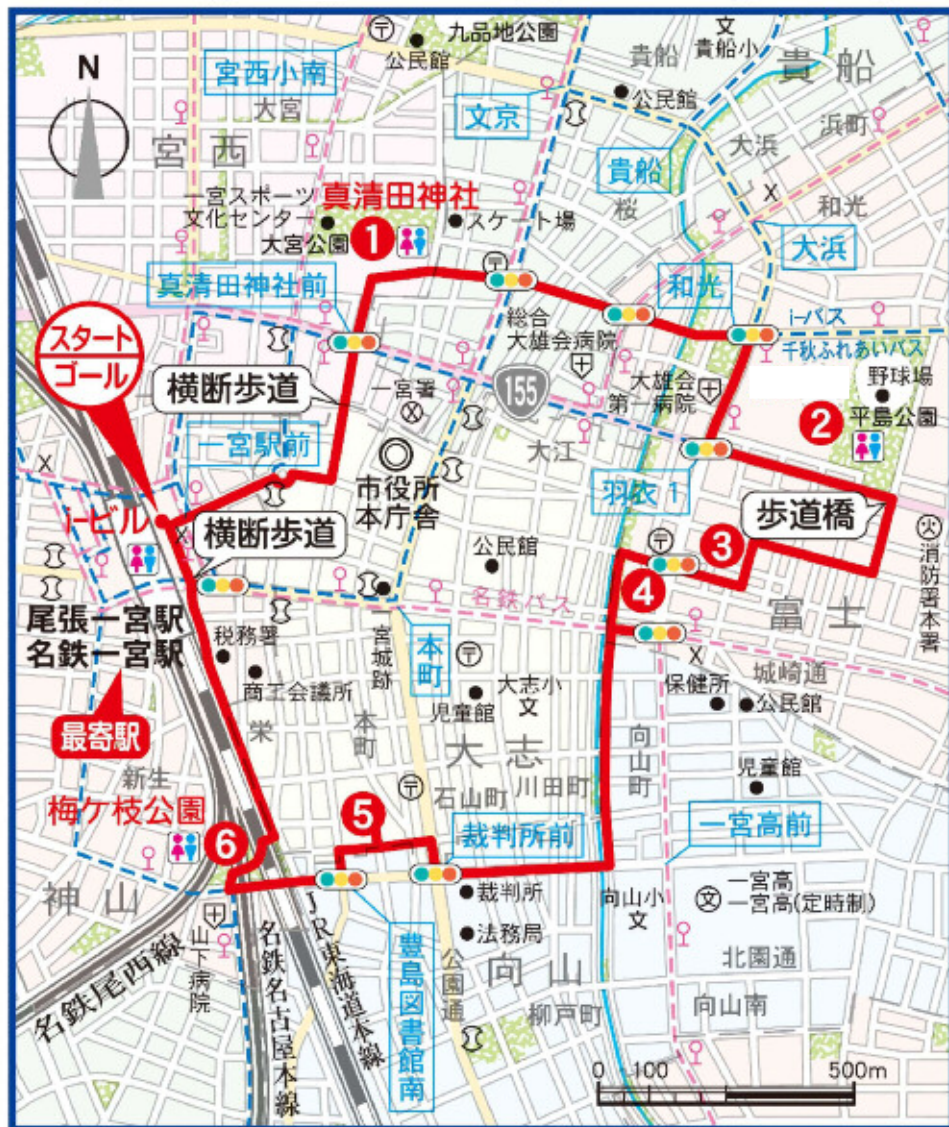 九品地公園
公民館
文
貴船小
貴船
貴船
宮西小南
大宮
N
文京
公民館
大浜
浜町
宮西
貴船
桜
X
和光
宮スポーツ
文化センター
真清田神社
1
大宮公園
スケート場
大浜
真清田神社前
和光
スタート
ゴール
総合
大雄会病院
i-バス
千秋ふれあいバス
横断歩道
一宮署
155
大雄会
第一病院
野球場
2
平島公園
一宮駅前
大江
市役所
本庁舎
羽衣1
歩道橋
i-ビル
横断歩道
公民館
3
4
消防署本署
名鉄バス
富士
尾張一宮駅
名鉄一宮駅
税務署
宮城跡
本町
商工会議所
大志小
文
児童館
保健所
城崎通
公民館
最寄駅
栄
本町
大志
向山町
新生
児童館
梅ケ枝公園
石山町
川田町
5
6
裁判所前
一宮高前
神山
裁判所
向山小
文
文
一宮高
一宮高(定時制)
法務局
山下病院
名鉄尾西線
名鉄名古屋本線
JR東海道本線
豊島図書館南
公園通
向山
北園通
柳戸町
向山南
0 100 500m